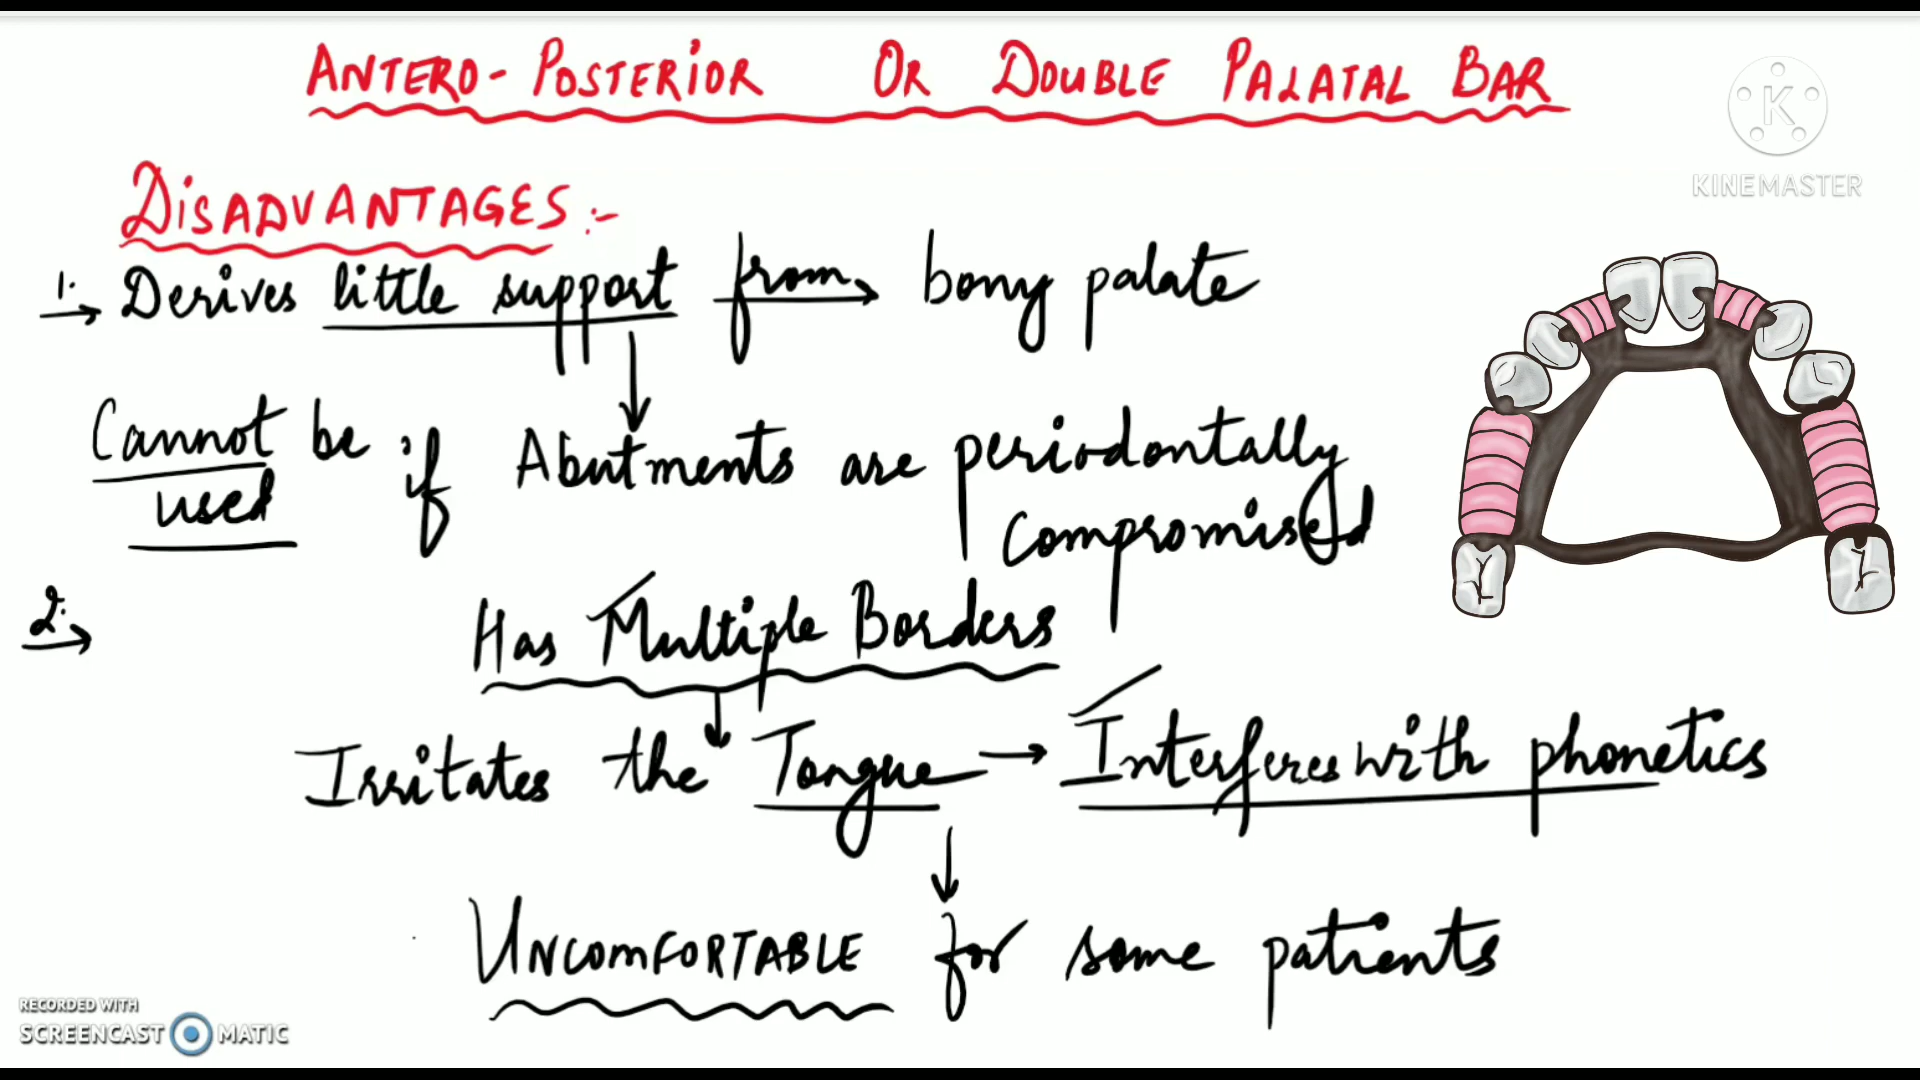 ANTERO-POSTERIOR OR DOUBLE PALATAL BAR
K
KINEMASTER
DISADVANTAGES :-
1. → Derives little support from → bony palate
Cannot be used if Abutments are periodontally compromised
2. → Has Multiple Borders
Irritates the Tongue → Interferes with phonetics
UNCOMFORTABLE for some patients
RECORDED WITH
SCREENCAST MATIC